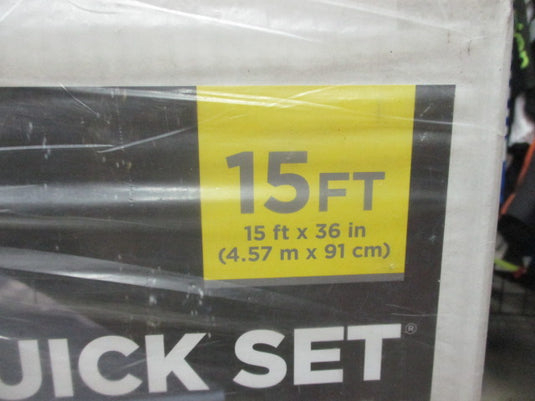 15FT
15 ft x 36 in
(4.57 m x 91 cm)
UICK SET®